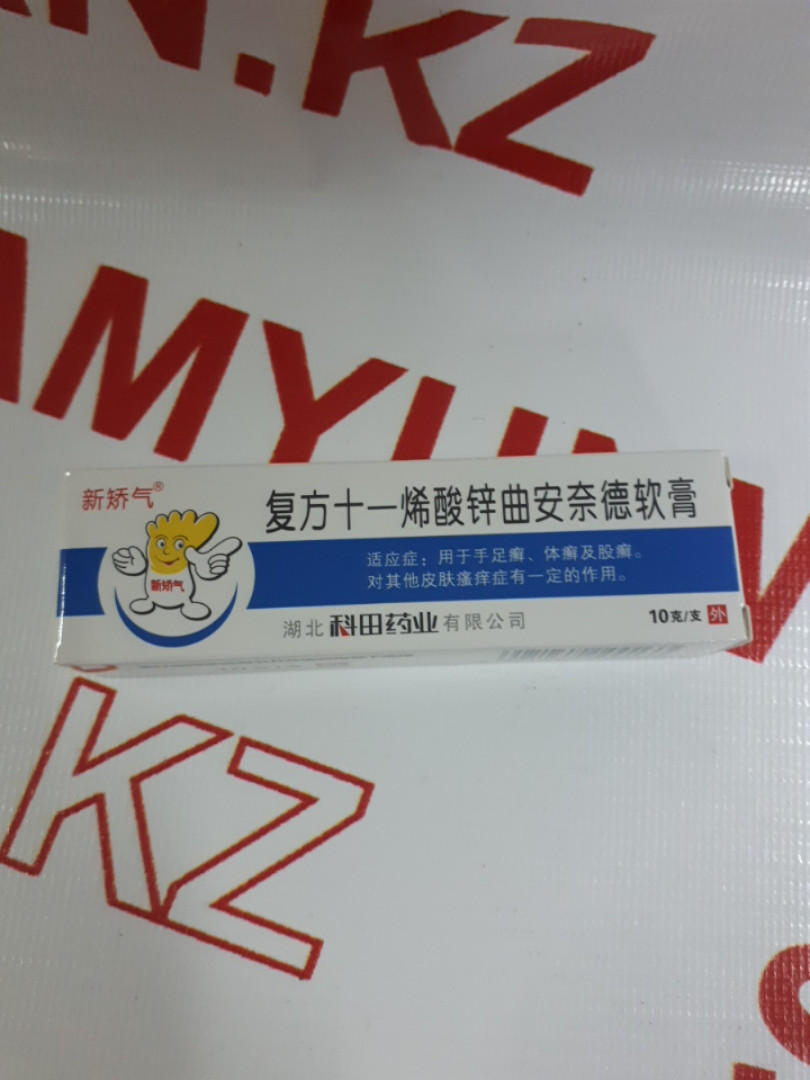 N.KZ
AMYUN
KZ
新矫气®
复方十一烯酸锌曲安奈德软膏
新矫气
适应症：用于手足癣、体癣及股癣。
对其他皮肤瘙痒症有一定的作用。
湖北科田药业有限公司
10克/支 外